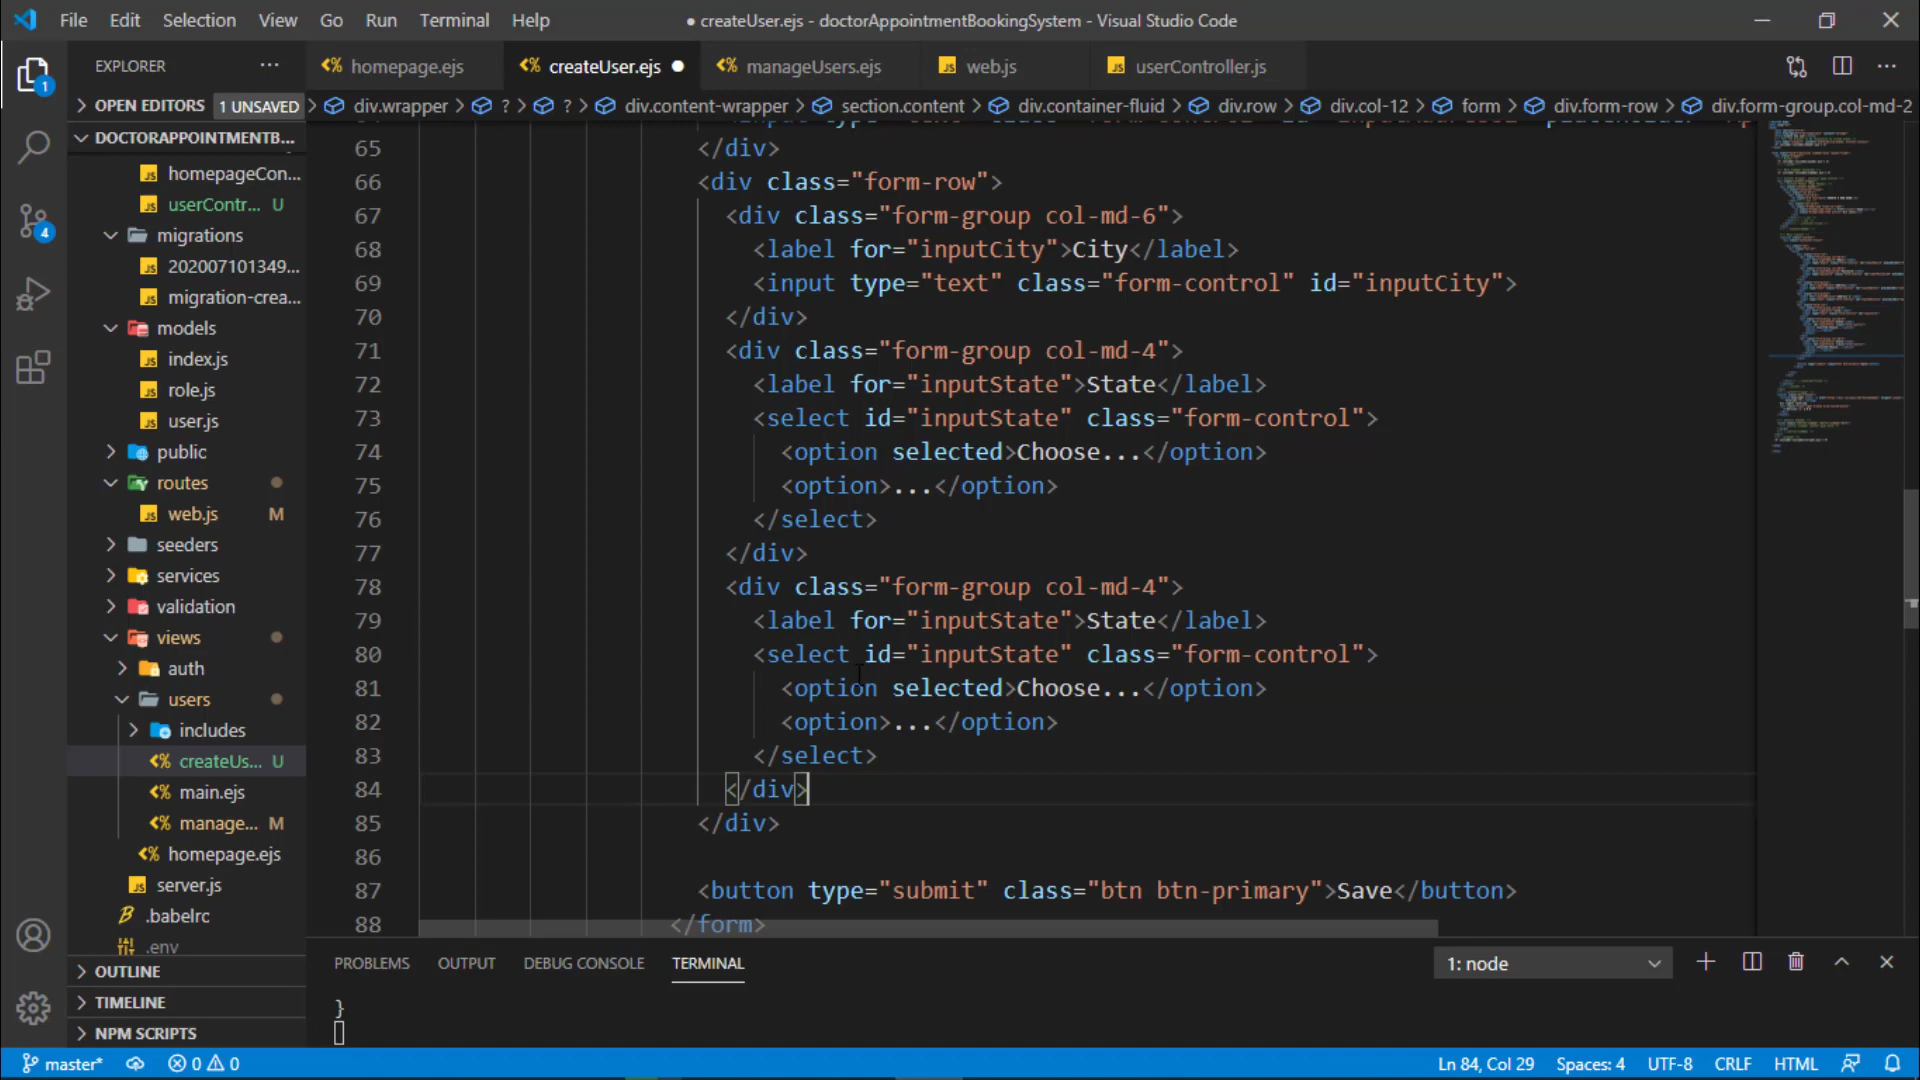 File Edit Selection View Go Run Terminal Help
● createUser.ejs - doctorAppointmentBookingSystem - Visual Studio Code
EXPLORER
homepage.ejs
createUser.ejs
manageUsers.ejs
web.js
userController.js
OPEN EDITORS 1 UNSAVED
div.wrapper > ? > ? > div.content-wrapper > section.content > div.container-fluid > div.row > div.col-12 > form > div.form-row > div.form-group.col-md-2
DOCTORAPPOINTMENTB...
homepageCon...
userContr... U
migrations
202007101349...
migration-crea...
models
index.js
role.js
user.js
public
routes
web.js M
seeders
services
validation
views
auth
users
includes
createUs... U
main.ejs
manage... M
homepage.ejs
server.js
.babelrc
.env
OUTLINE
TIMELINE
NPM SCRIPTS
65 </div>
66 <div class="form-row">
67 <div class="form-group col-md-6">
68 <label for="inputCity">City</label>
69 <input type="text" class="form-control" id="inputCity">
70 </div>
71 <div class="form-group col-md-4">
72 <label for="inputState">State</label>
73 <select id="inputState" class="form-control">
74 <option selected>Choose...</option>
75 <option>...</option>
76 </select>
77 </div>
78 <div class="form-group col-md-4">
79 <label for="inputState">State</label>
80 <select id="inputState" class="form-control">
81 <option selected>Choose...</option>
82 <option>...</option>
83 </select>
84 </div>
85 </div>
86
87 <button type="submit" class="btn btn-primary">Save</button>
88 </form>
PROBLEMS OUTPUT DEBUG CONSOLE TERMINAL
1: node
}
master* 0 0
Ln 84, Col 29 Spaces: 4 UTF-8 CRLF HTML
1
4